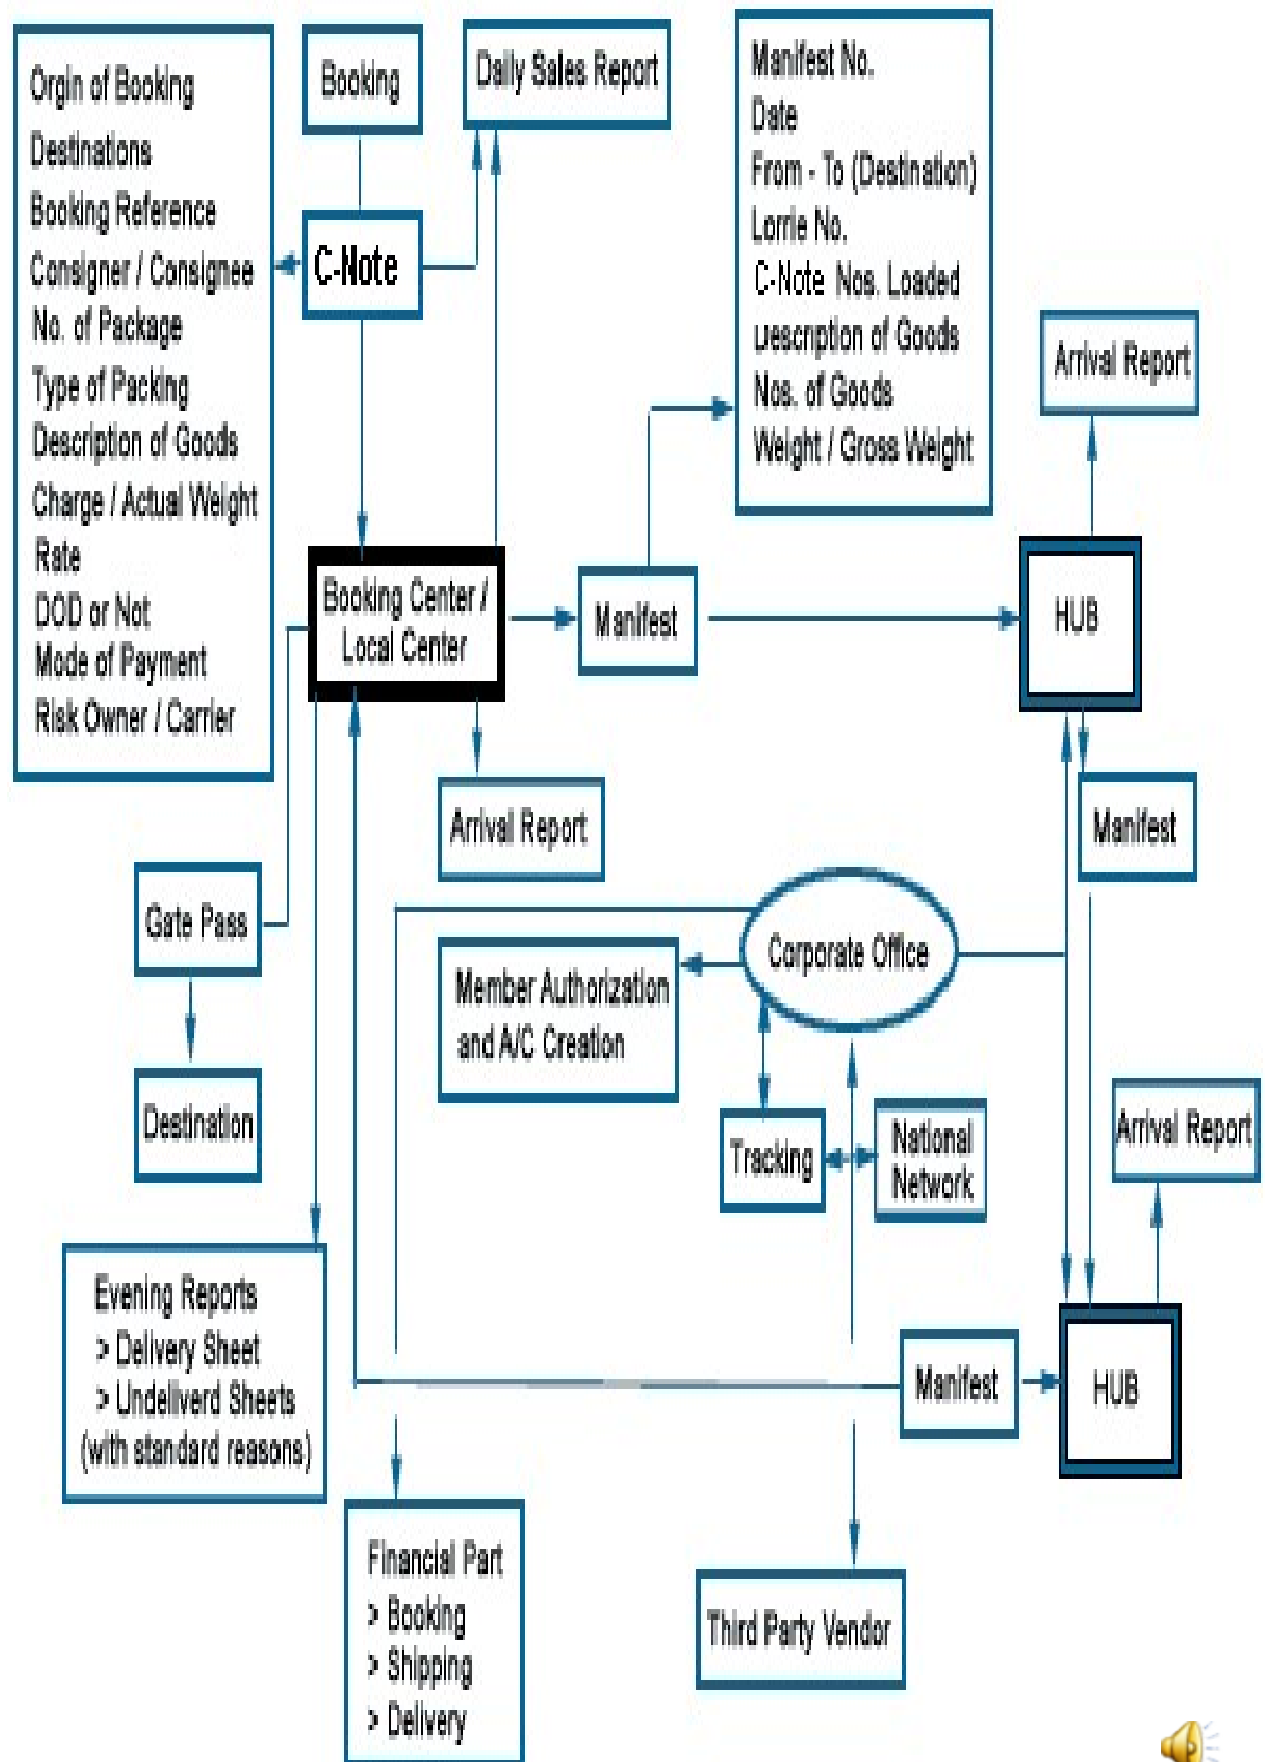 Orgin of Booking
Destinations
Booking Reference
Consigner / Consignee
No. of Package
Type of Packing
Description of Goods
Charge / Actual Weight
Rate
DOD or Not
Mode of Payment
Risk Owner / Carrier
Booking
Daily Sales Report
C-Note
Manifest No.
Date
From - To (Destination)
Lorrie No.
C-Note Nos. Loaded
Description of Goods
Nos. of Goods
Weight / Gross Weight
Arrival Report
Booking Center /
Local Center
Manifest
HUB
Arrival Report
Manifest
Gate Pass
Corporate Office
Member Authorization
and A/C Creation
Destination
Tracking
National
Network
Arrival Report
Evening Reports
> Delivery Sheet
> Undeliverd Sheets
(with standard reasons)
Manifest
HUB
Financial Part
> Booking
> Shipping
> Delivery
Third Party Vendor